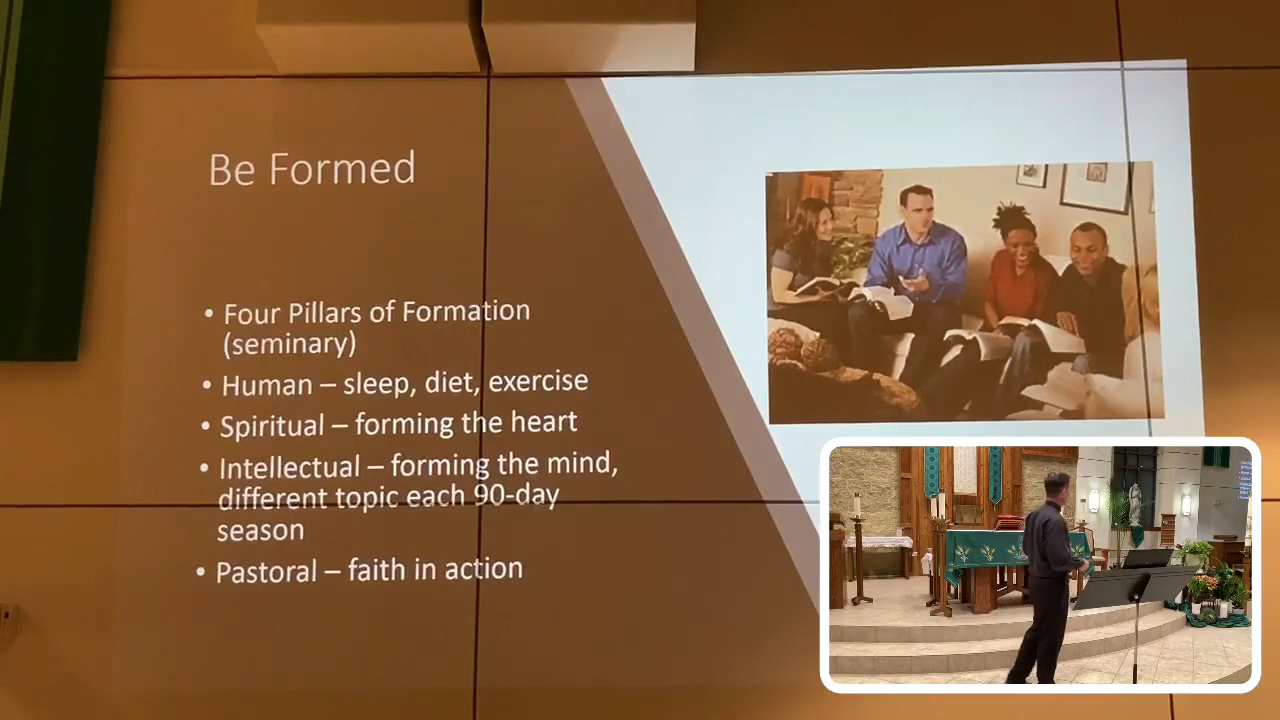 Be Formed
• Four Pillars of Formation
(seminary)
• Human – sleep, diet, exercise
• Spiritual – forming the heart
• Intellectual – forming the mind,
different topic each 90-day
season
• Pastoral – faith in action